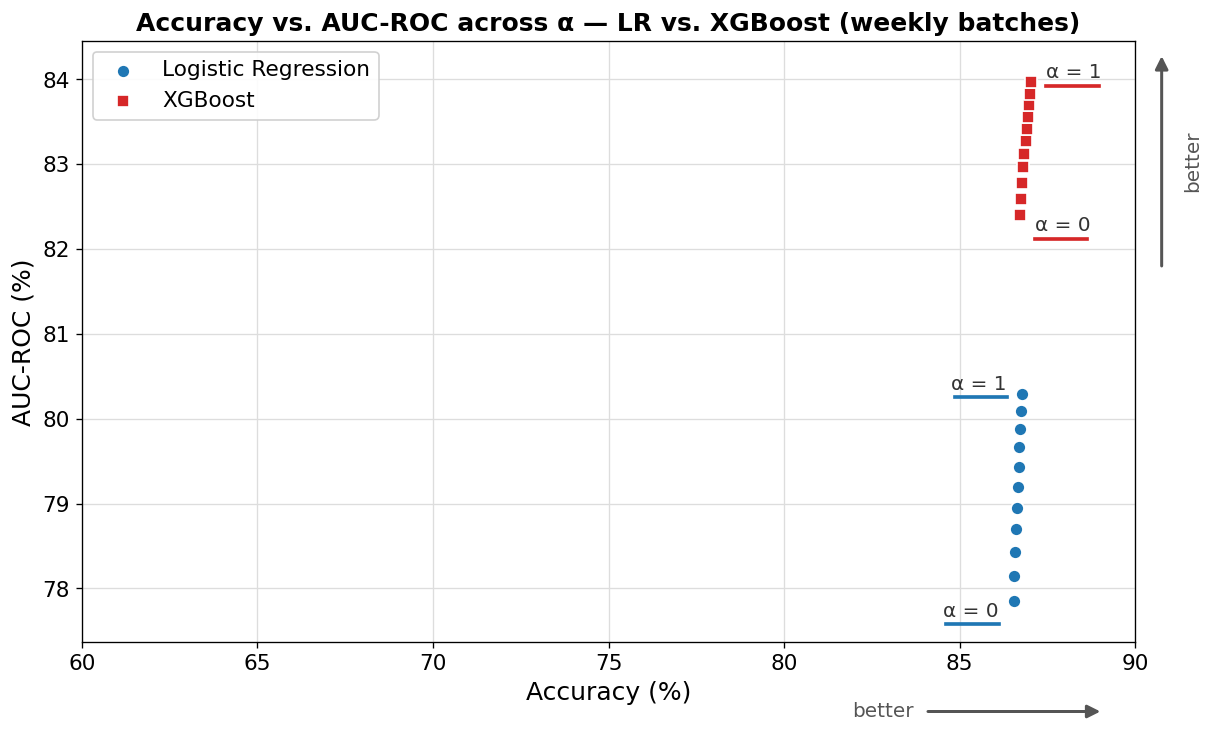 Accuracy vs. AUC-ROC across α — LR vs. XGBoost (weekly batches)
Logistic Regression
XGBoost
α = 1
α = 0
α = 1
α = 0
better
AUC-ROC (%)
84
83
82
81
80
79
78
60 65 70 75 80 85 90
Accuracy (%)
better